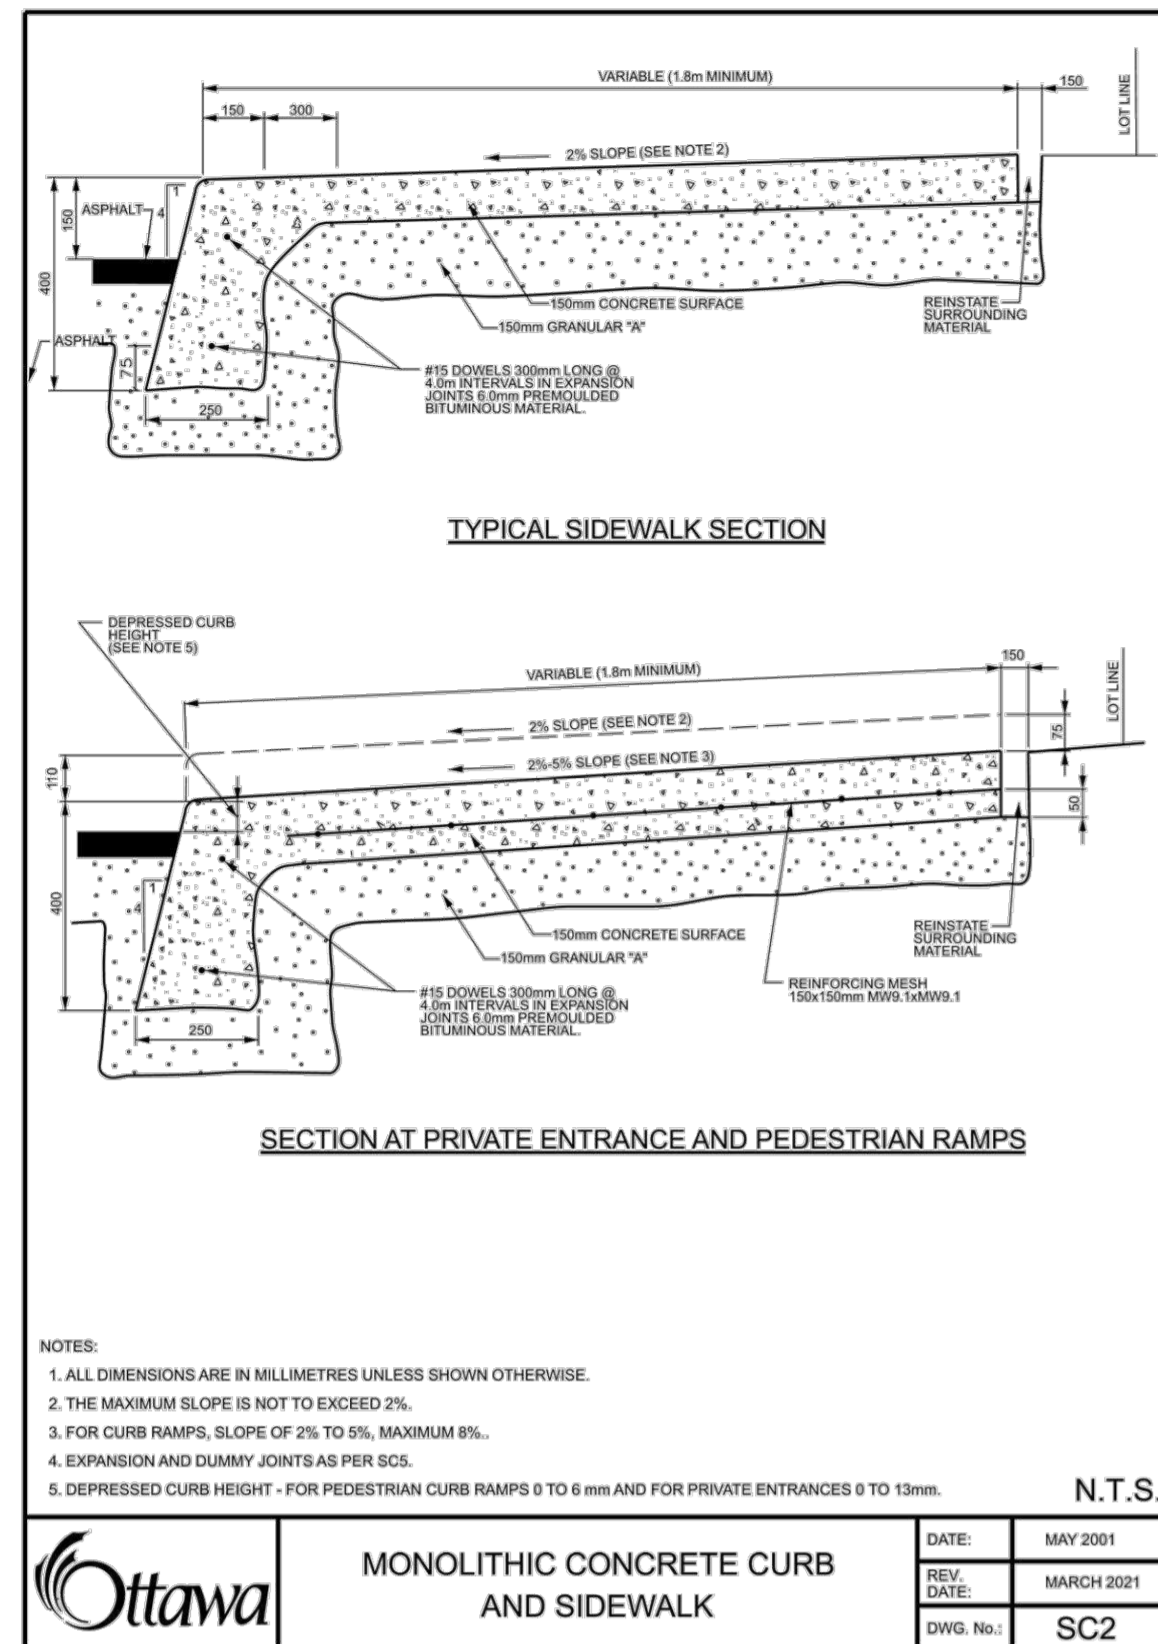 VARIABLE (1.8m MINIMUM)
150
LOT LINE
150
300
2% SLOPE (SEE NOTE 2)
1
4
150
ASPHALT
400
ASPHALT
75
250
150mm CONCRETE SURFACE
150mm GRANULAR "A"
REINSTATE
SURROUNDING
MATERIAL
#15 DOWELS 300mm LONG @
4.0m INTERVALS IN EXPANSION
JOINTS 6.0mm PREMOULDED
BITUMINOUS MATERIAL.
TYPICAL SIDEWALK SECTION
DEPRESSED CURB
HEIGHT
(SEE NOTE 5)
VARIABLE (1.8m MINIMUM)
150
LOT LINE
2% SLOPE (SEE NOTE 2)
75
2%-5% SLOPE (SEE NOTE 3)
110
50
400
1
4
250
150mm CONCRETE SURFACE
150mm GRANULAR "A"
REINSTATE
SURROUNDING
MATERIAL
REINFORCING MESH
150x150mm MW9.1xMW9.1
#15 DOWELS 300mm LONG @
4.0m INTERVALS IN EXPANSION
JOINTS 6.0mm PREMOULDED
BITUMINOUS MATERIAL.
SECTION AT PRIVATE ENTRANCE AND PEDESTRIAN RAMPS
NOTES:
1. ALL DIMENSIONS ARE IN MILLIMETRES UNLESS SHOWN OTHERWISE.
2. THE MAXIMUM SLOPE IS NOT TO EXCEED 2%.
3. FOR CURB RAMPS, SLOPE OF 2% TO 5%, MAXIMUM 8%..
4. EXPANSION AND DUMMY JOINTS AS PER SC5.
5. DEPRESSED CURB HEIGHT - FOR PEDESTRIAN CURB RAMPS 0 TO 6 mm AND FOR PRIVATE ENTRANCES 0 TO 13mm.
N.T.S.
Ottawa
MONOLITHIC CONCRETE CURB
AND SIDEWALK
DATE: MAY 2001
REV.
DATE: MARCH 2021
DWG. No.: SC2